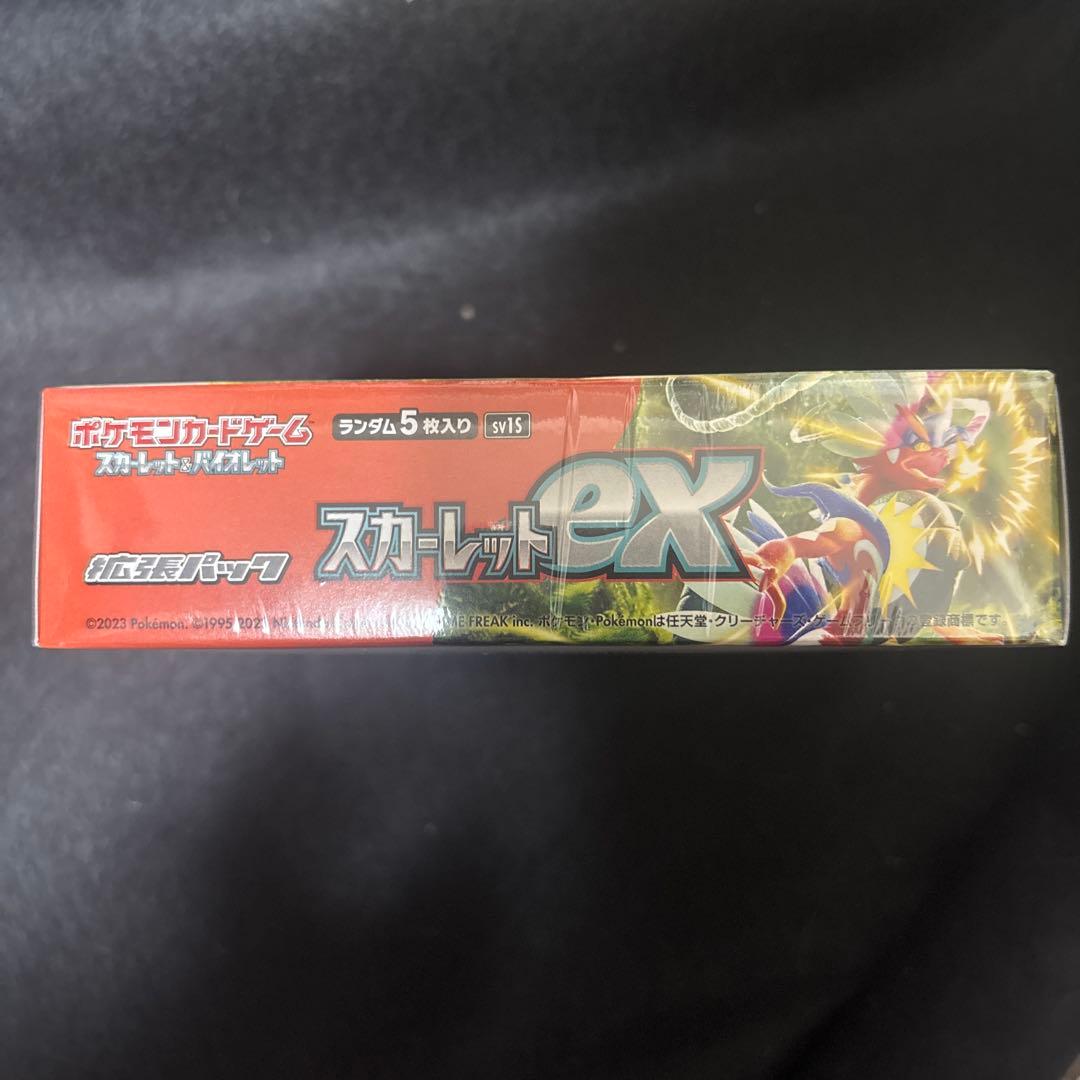 ポケモンカードゲーム
スカーレット&バイオレット
ランダム5枚入り sv1S
スカーレットex
拡張パック
©2023 Pokémon. ©1995 FREAK inc. ポケモン・Pokémonは任天堂・クリーチャーズ・ゲームフリークの登録商標です。